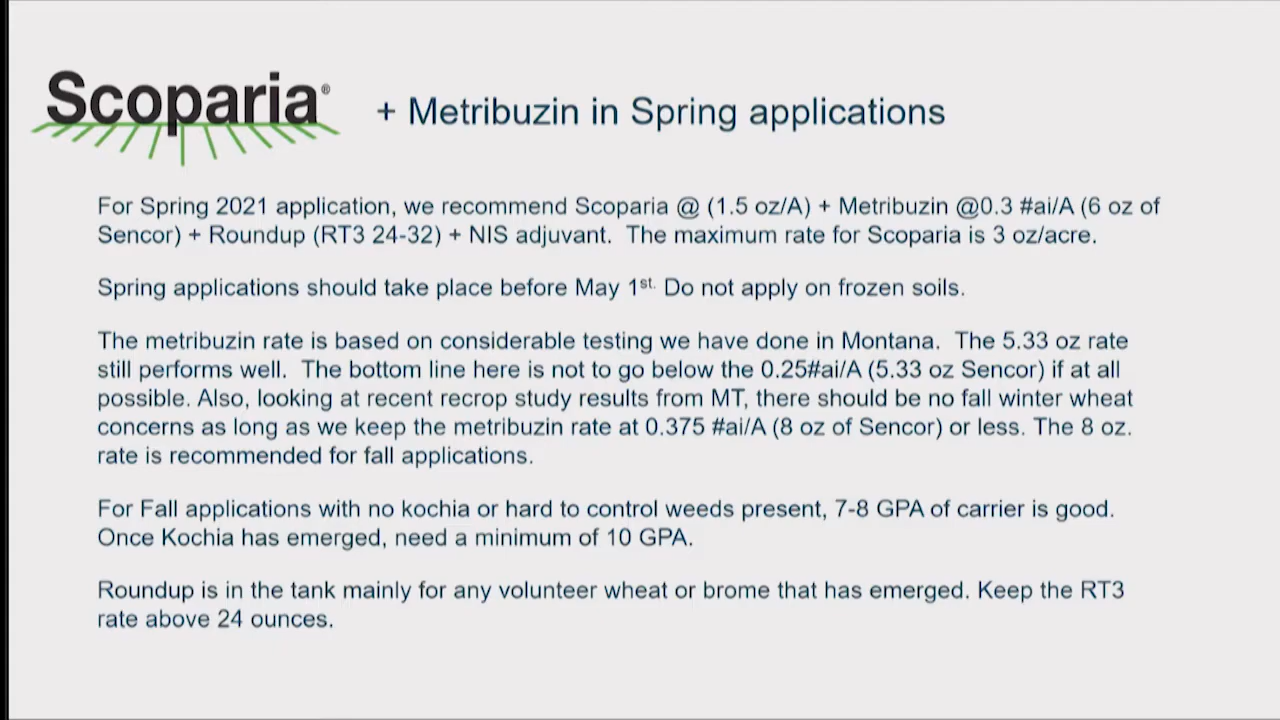 Scoparia®
+ Metribuzin in Spring applications
For Spring 2021 application, we recommend Scoparia @ (1.5 oz/A) + Metribuzin @0.3 #ai/A (6 oz of
Sencor) + Roundup (RT3 24-32) + NIS adjuvant. The maximum rate for Scoparia is 3 oz/acre.
Spring applications should take place before May 1st. Do not apply on frozen soils.
The metribuzin rate is based on considerable testing we have done in Montana. The 5.33 oz rate
still performs well. The bottom line here is not to go below the 0.25#ai/A (5.33 oz Sencor) if at all
possible. Also, looking at recent recrop study results from MT, there should be no fall winter wheat
concerns as long as we keep the metribuzin rate at 0.375 #ai/A (8 oz of Sencor) or less. The 8 oz.
rate is recommended for fall applications.
For Fall applications with no kochia or hard to control weeds present, 7-8 GPA of carrier is good.
Once Kochia has emerged, need a minimum of 10 GPA.
Roundup is in the tank mainly for any volunteer wheat or brome that has emerged. Keep the RT3
rate above 24 ounces.